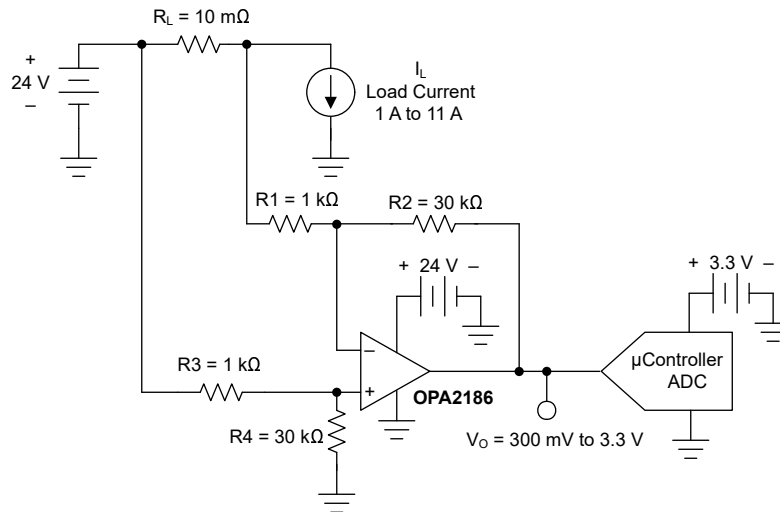 R_L = 10 mΩ
+
24 V
–
I_L
Load Current
1 A to 11 A
R1 = 1 kΩ
R2 = 30 kΩ
+ 24 V –
+ 3.3 V –
R3 = 1 kΩ
–
+
OPA2186
µController
ADC
R4 = 30 kΩ
V_O = 300 mV to 3.3 V